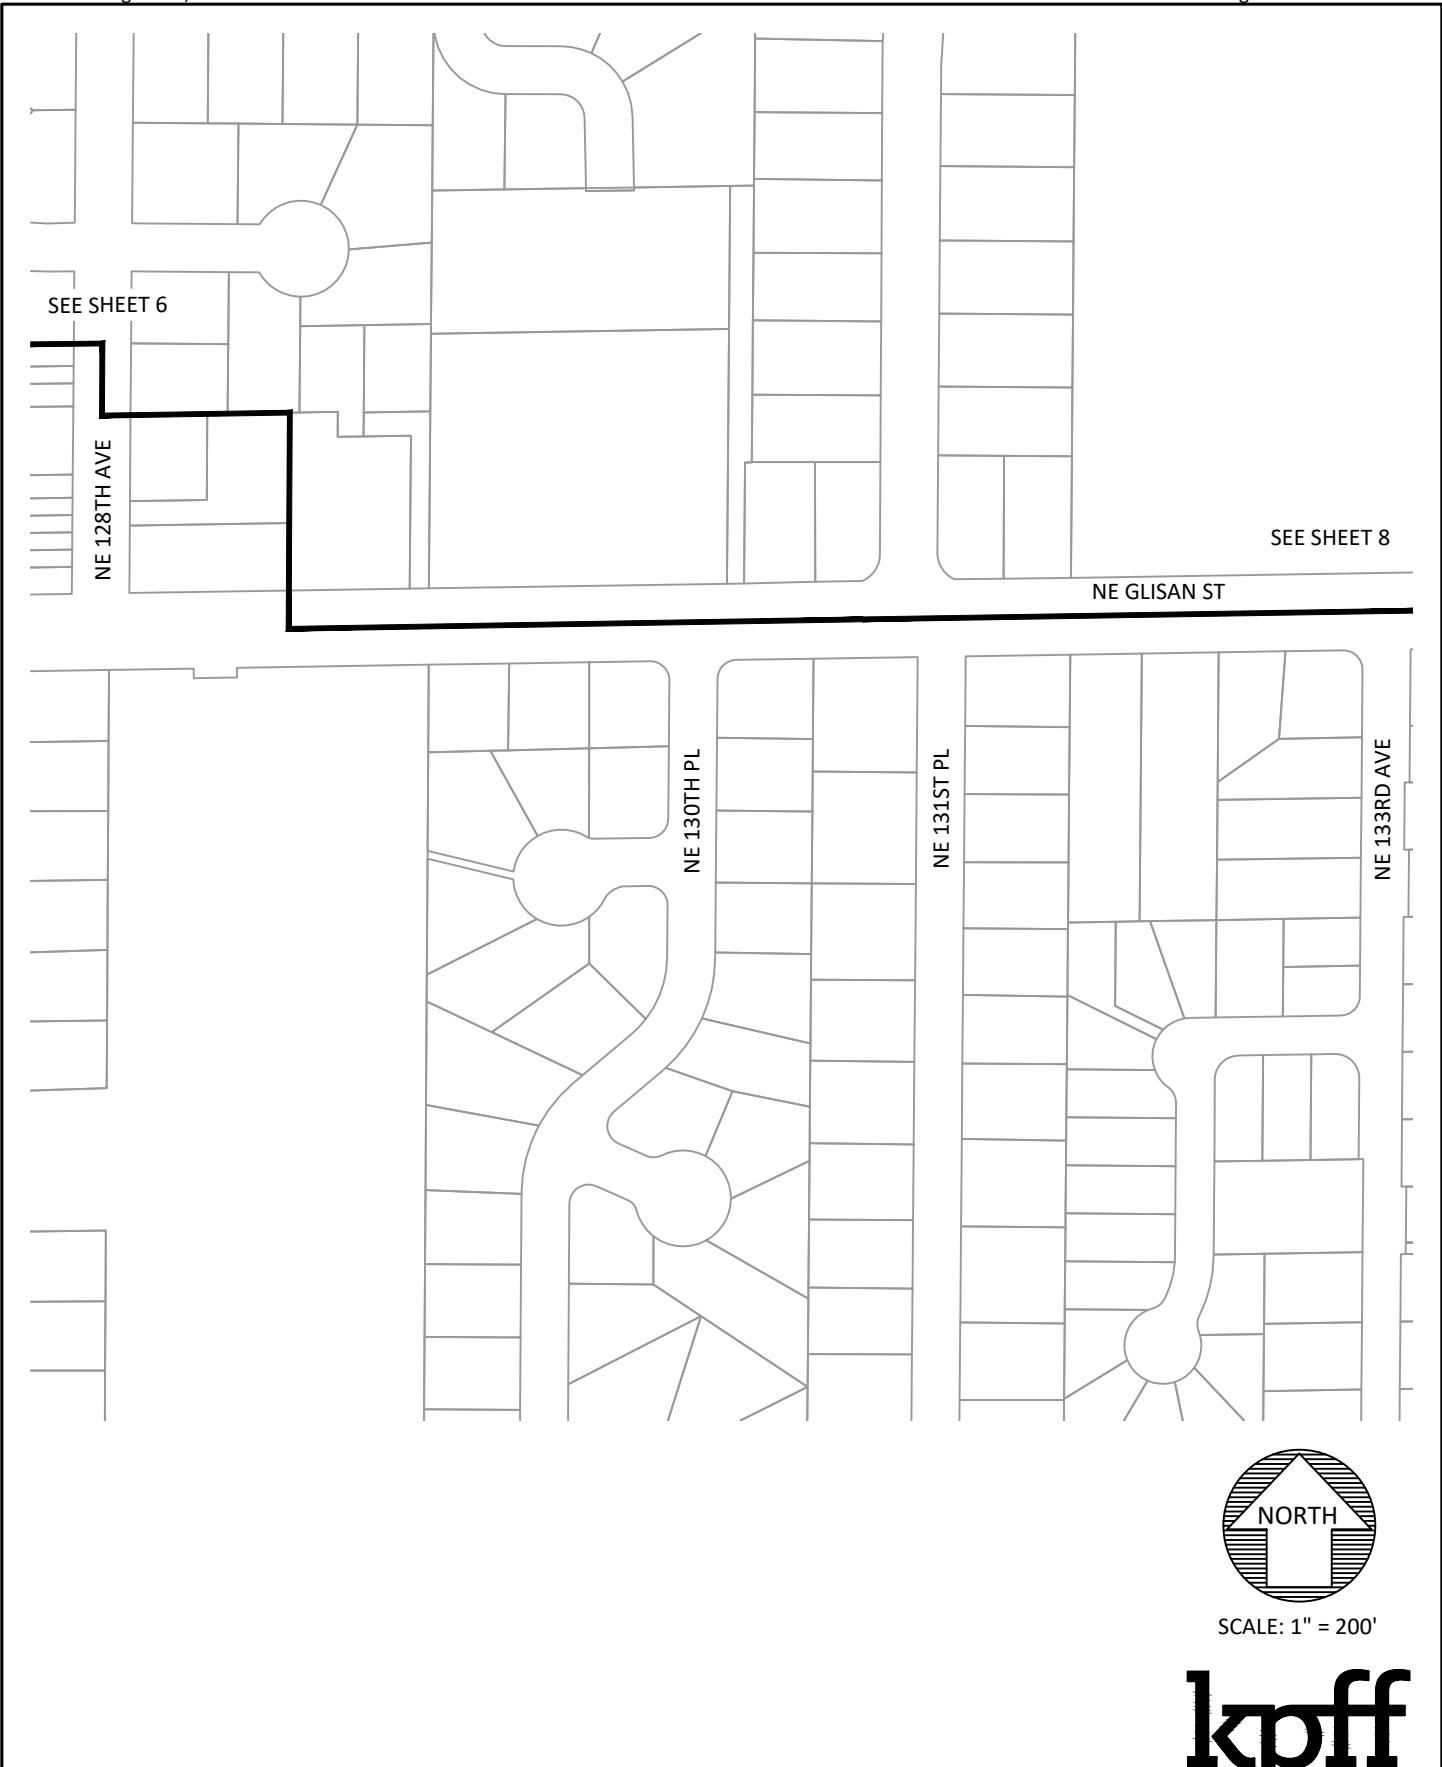 SEE SHEET 6
NE 128TH AVE
SEE SHEET 8
NE GLISAN ST
NE 130TH PL
NE 131ST PL
NE 133RD AVE
NORTH
SCALE: 1" = 200'
kpff